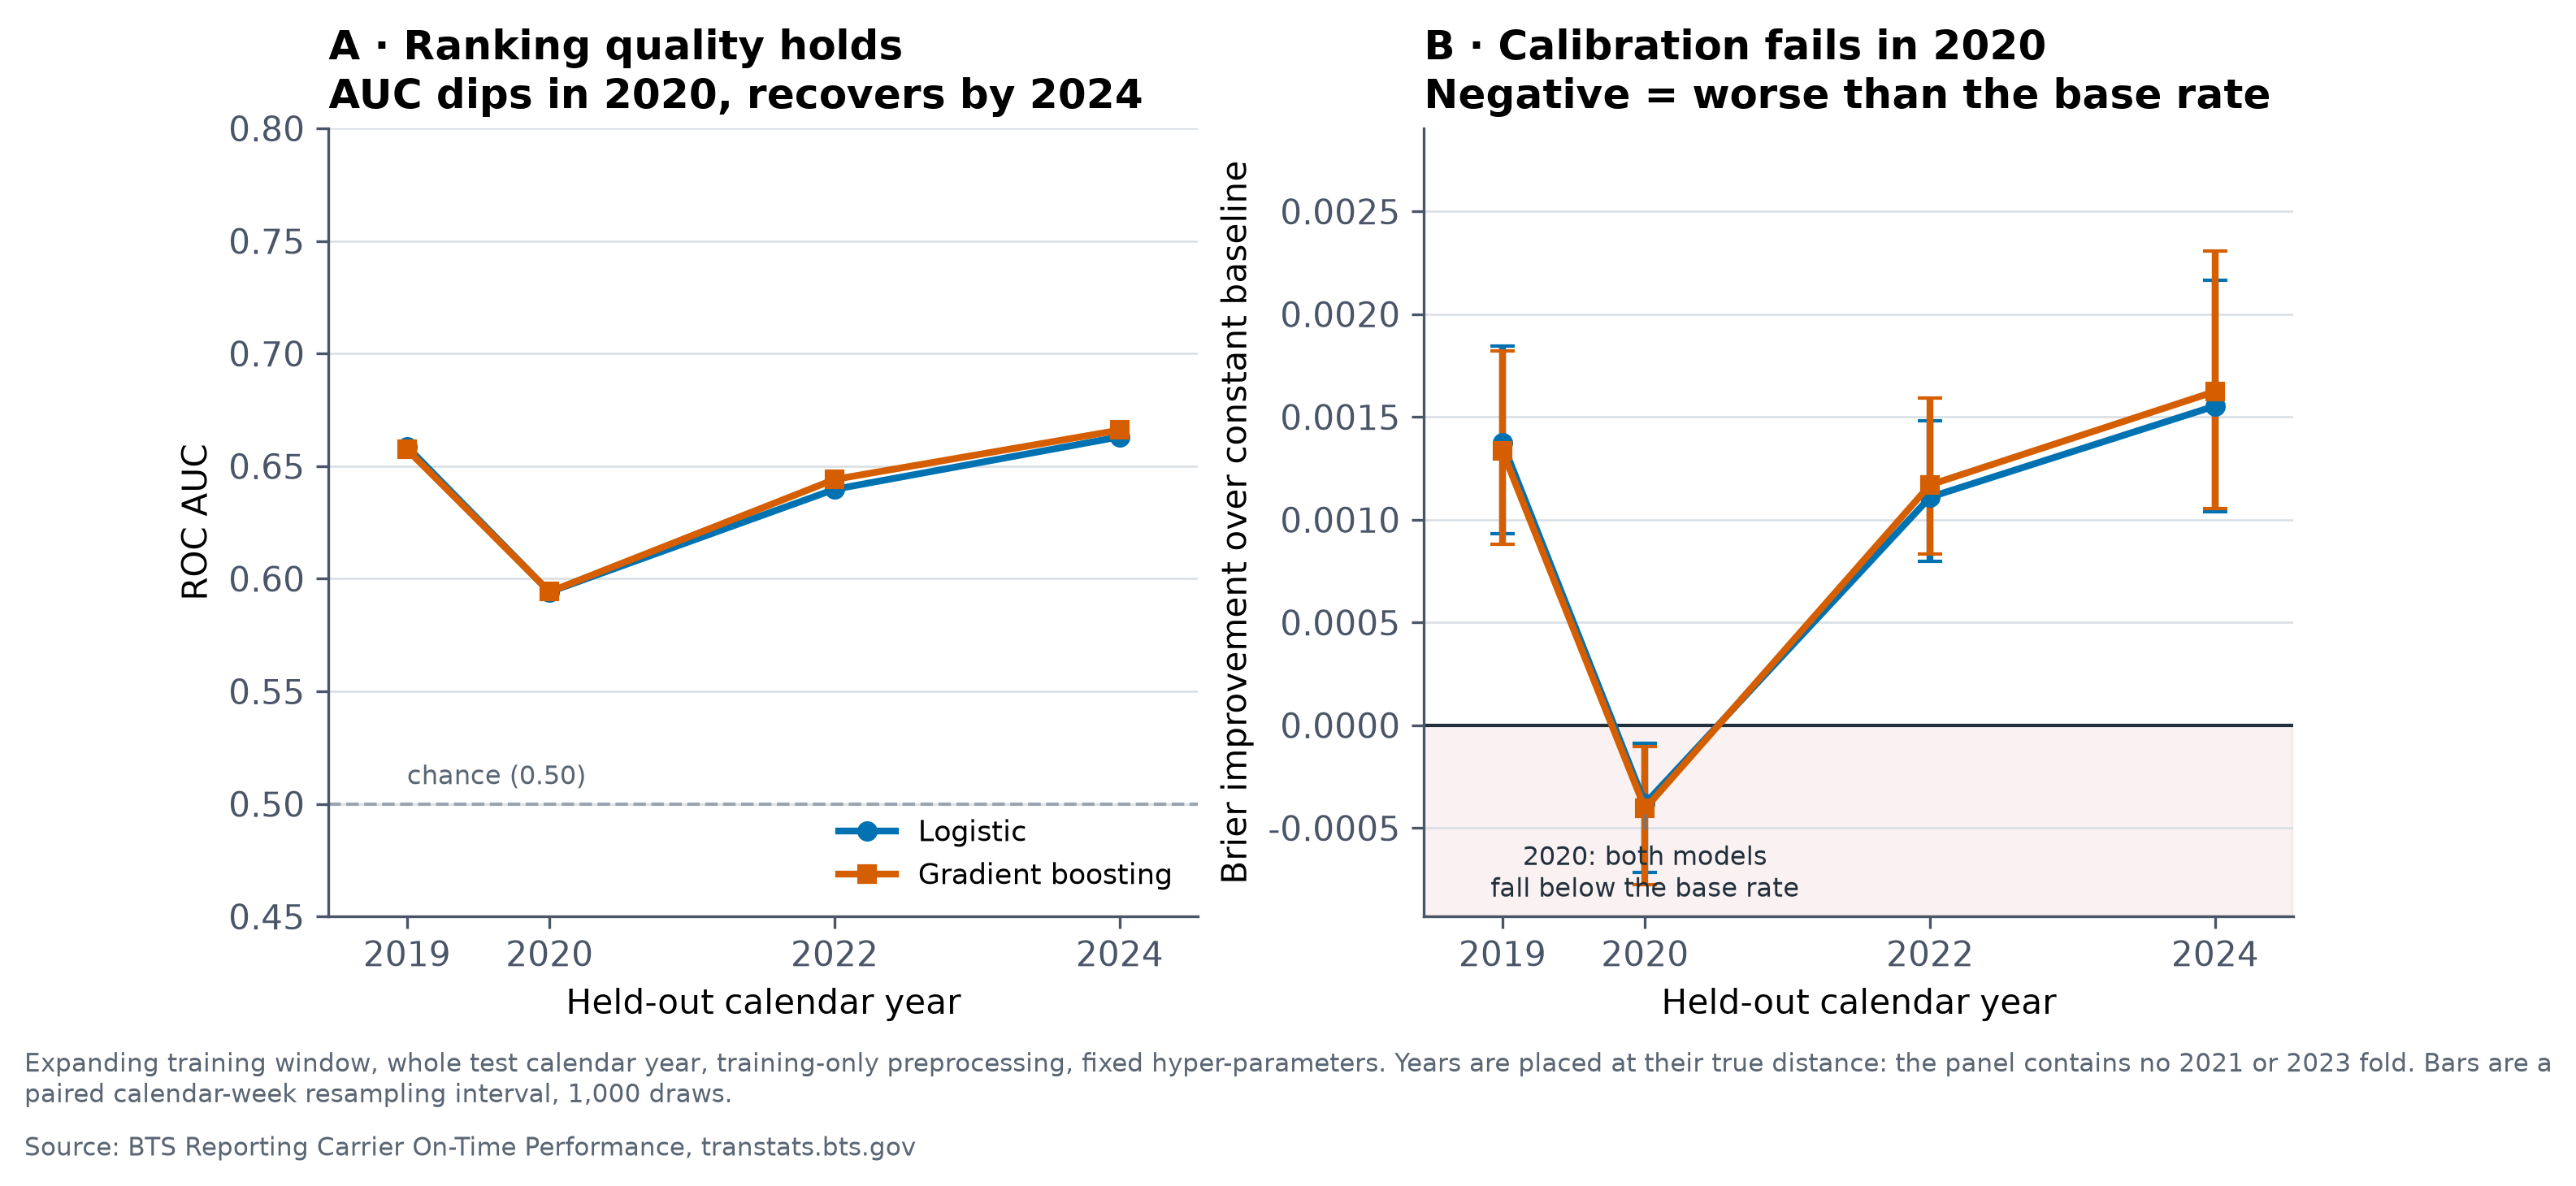 A · Ranking quality holds
AUC dips in 2020, recovers by 2024
0.80
0.75
0.70
0.65
0.60
0.55
0.50
0.45
ROC AUC
chance (0.50)
Logistic
Gradient boosting
2019
2020
2022
2024
Held-out calendar year
B · Calibration fails in 2020
Negative = worse than the base rate
Brier improvement over constant baseline
0.0025
0.0020
0.0015
0.0010
0.0005
0.0000
-0.0005
2020: both models
fall below the base rate
2019
2020
2022
2024
Held-out calendar year
Expanding training window, whole test calendar year, training-only preprocessing, fixed hyper-parameters. Years are placed at their true distance: the panel contains no 2021 or 2023 fold. Bars are a
paired calendar-week resampling interval, 1,000 draws.
Source: BTS Reporting Carrier On-Time Performance, transtats.bts.gov